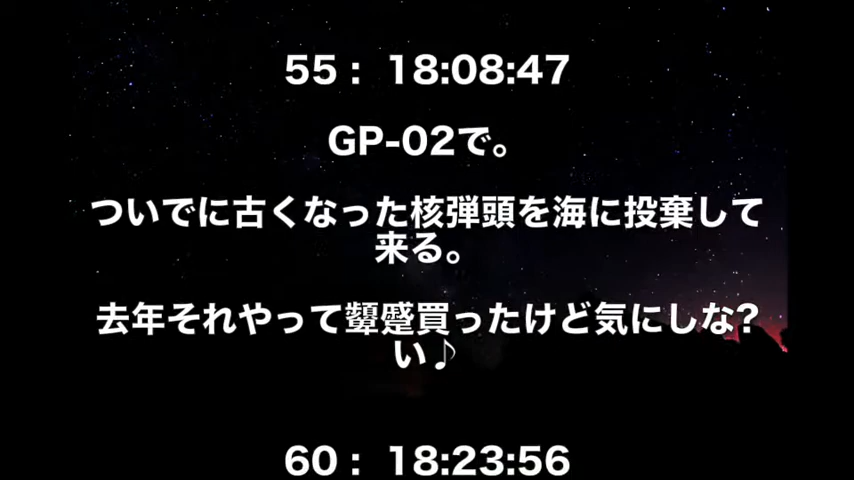 55： 18:08:47
GP-02で。
ついでに古くなった核弾頭を海に投棄して
来る。
去年それやって顰蹙買ったけど気にしな?
い♪
60： 18:23:56